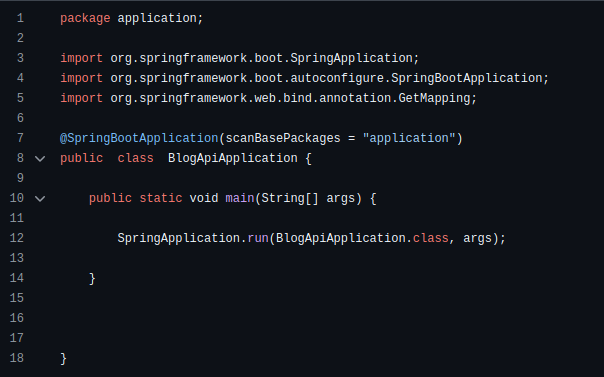 1 package application;
2
3 import org.springframework.boot.SpringApplication;
4 import org.springframework.boot.autoconfigure.SpringBootApplication;
5 import org.springframework.web.bind.annotation.GetMapping;
6
7 @SpringBootApplication(scanBasePackages = "application")
8 public  class  BlogApiApplication {
9
10     public static void main(String[] args) {
11
12         SpringApplication.run(BlogApiApplication.class, args);
13
14     }
15
16
17
18 }